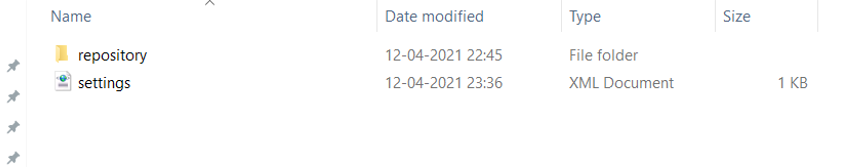 Name Date modified Type Size
repository 12-04-2021 22:45 File folder
settings 12-04-2021 23:36 XML Document 1 KB